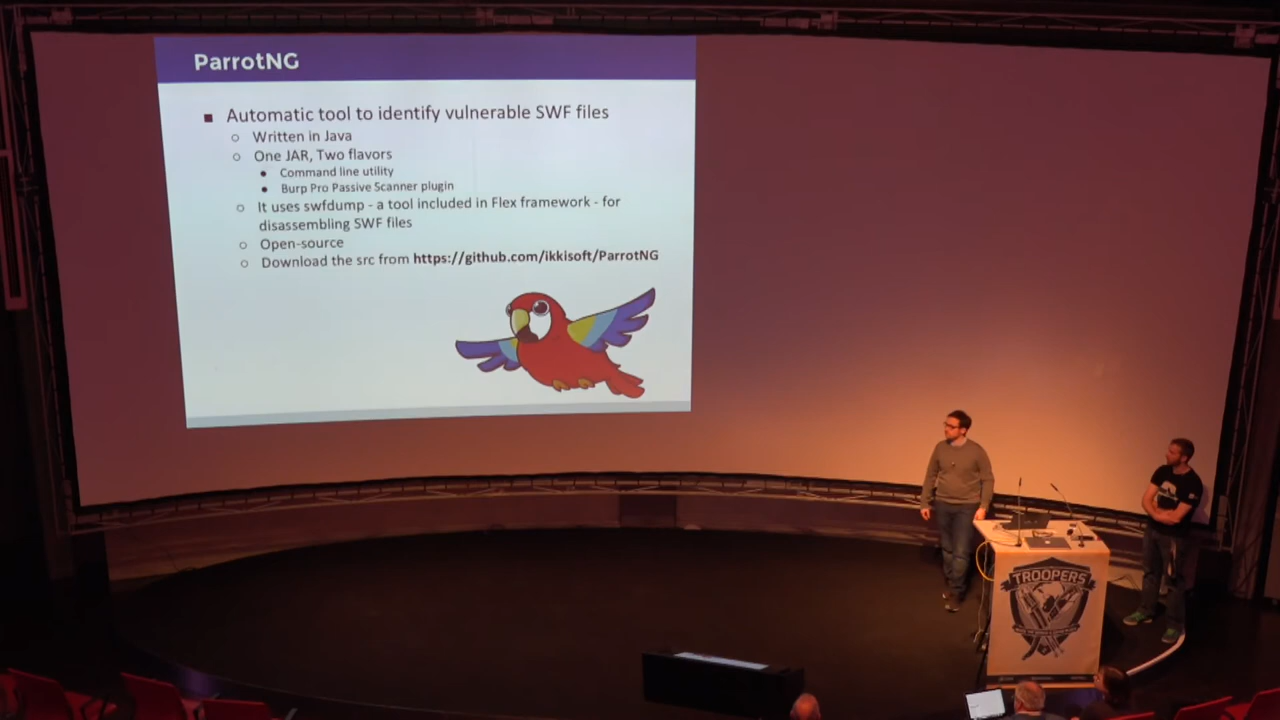 ParrotNG
Automatic tool to identify vulnerable SWF files
Written in Java
One JAR, Two flavors
Command line utility
Burp Pro Passive Scanner plugin
It uses swfdump - a tool included in Flex framework - for
disassembling SWF files
Open-source
Download the src from https://github.com/ikkisoft/ParrotNG
TROOPERS